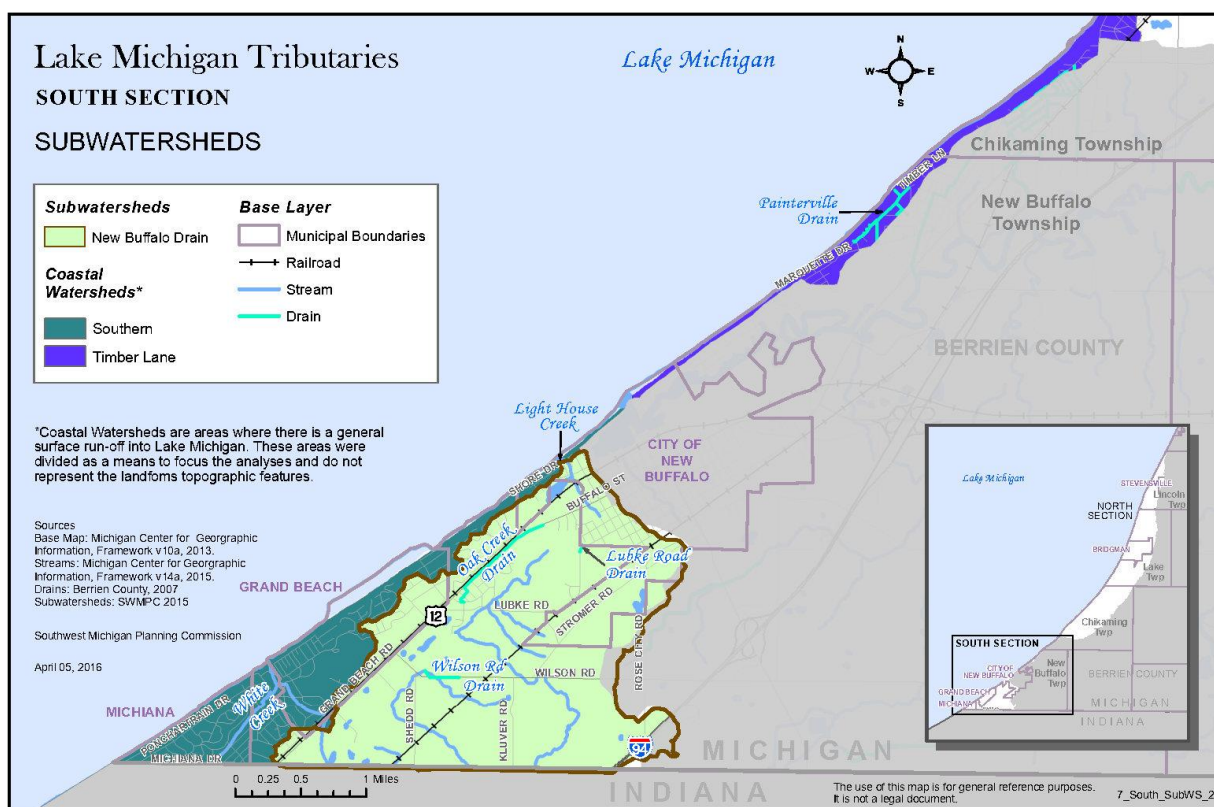 Lake Michigan Tributaries
SOUTH SECTION
SUBWATERSHEDS
Subwatersheds
New Buffalo Drain
Coastal
Watersheds*
Southern
Timber Lane
Base Layer
Municipal Boundaries
Railroad
Stream
Drain
*Coastal Watersheds are areas where there is a general
surface run-off into Lake Michigan. These areas were
divided as a means to focus the analyses and do not
represent the landfoms topographic features.
Sources
Base Map: Michigan Center for Geographic
Information, Framework v10a, 2013.
Streams: Michigan Center for Geographic
Information, Framework v14a, 2015.
Drains: Berrien County, 2007
Subwatersheds: SWMPC 2015
Southwest Michigan Planning Commission
April 05, 2016
Lake Michigan
N
W
E
S
Chikaming Township
New Buffalo
Township
TIMBER LN
Painterville
Drain
MARQUETTE DR
BERRIEN COUNTY
Light House
Creek
CITY OF
NEW
BUFFALO
SHORE DR
BUFFALO ST
Oak Creek
Drain
Lubke Road
Drain
GRAND BEACH
12
LUBKE RD
STROMER RD
ROSE CITY RD
GRAND BEACH RD
Wilson Rd
Drain
WILSON RD
SHEDD RD
KLUVER RD
MICHIANA
PONCHARTRAIN DR
White
Creek
MICHIANA DR
94
MICHIGAN
INDIANA
0 0.25 0.5 1 Miles
Lake Michigan
STEVENSVILLE
NORTH
SECTION
Lincoln
Twp
BRIDGMAN
Lake
Twp
Chikaming
Twp
SOUTH SECTION
CITY OF
NEW BUFFALO
New
Buffalo
Twp
BERRIEN COUNTY
GRAND BEACH
MICHIANA
MICHIGAN
INDIANA
The use of this map is for general reference purposes.
It is not a legal document.
7_South_SubWS_2